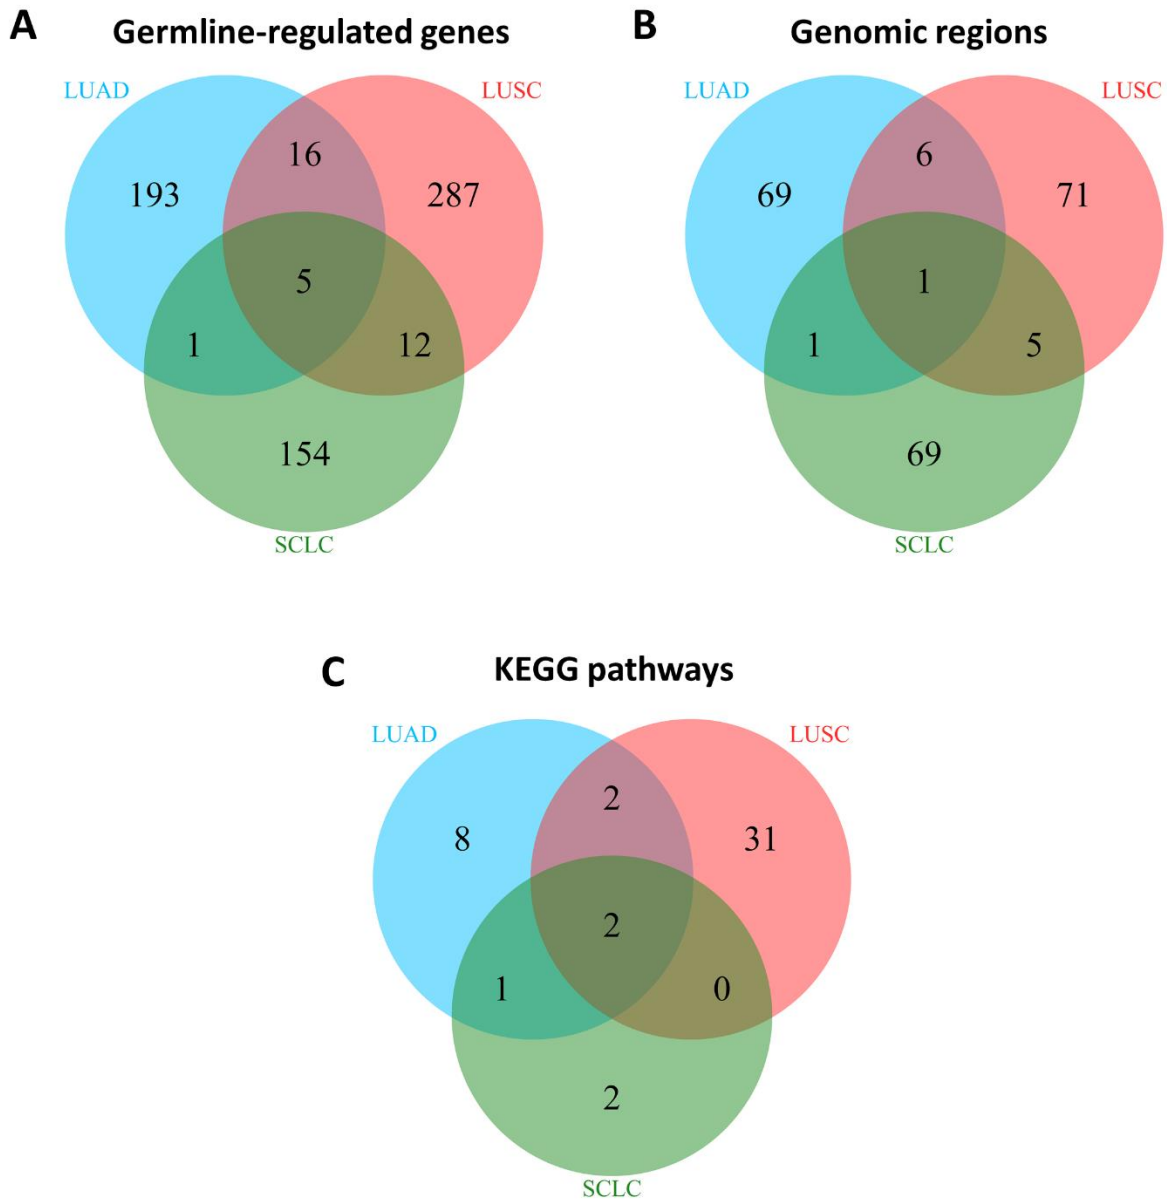 A Germline-regulated genes
LUAD
LUSC
16
193
287
5
1
12
154
SCLC
B Genomic regions
LUAD
LUSC
6
69
71
1
1
5
69
SCLC
C KEGG pathways
LUAD
LUSC
2
8
31
2
1
0
2
SCLC